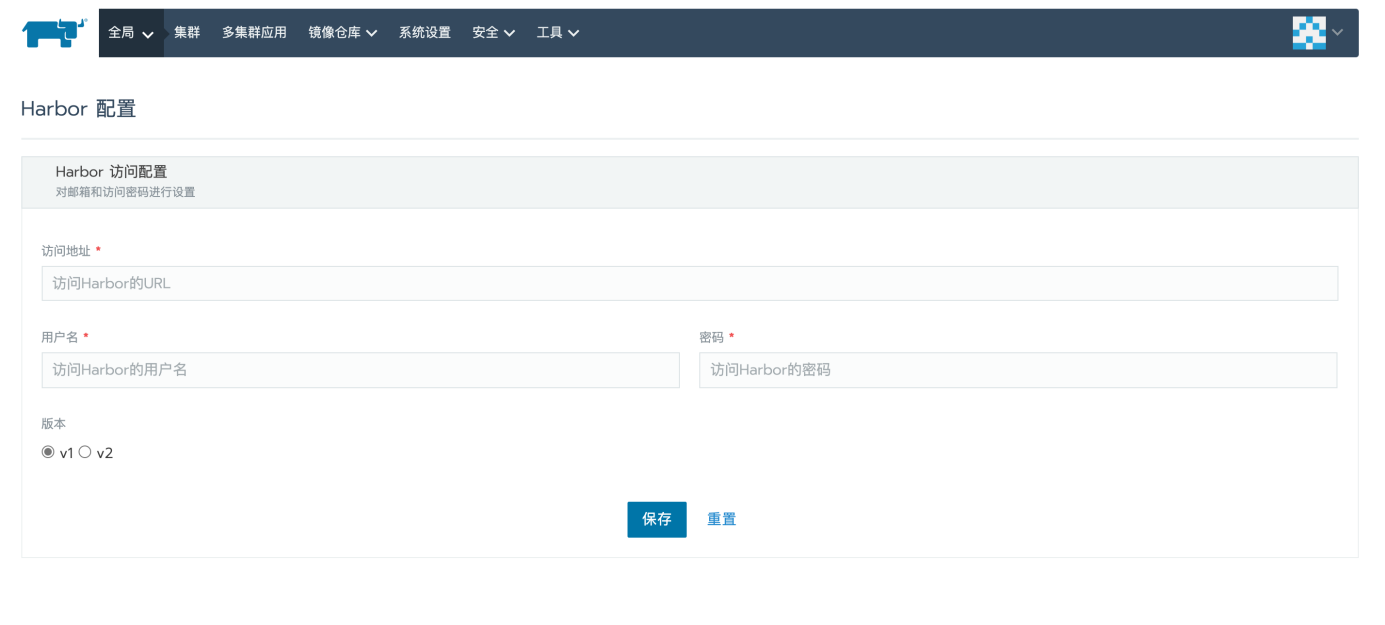 全局 集群 多集群应用 镜像仓库 系统设置 安全 工具
Harbor 配置
Harbor 访问配置
对邮箱和访问密码进行设置
访问地址 *
访问Harbor的URL
用户名 * 密码 *
访问Harbor的用户名 访问Harbor的密码
版本
v1 v2
保存 重置